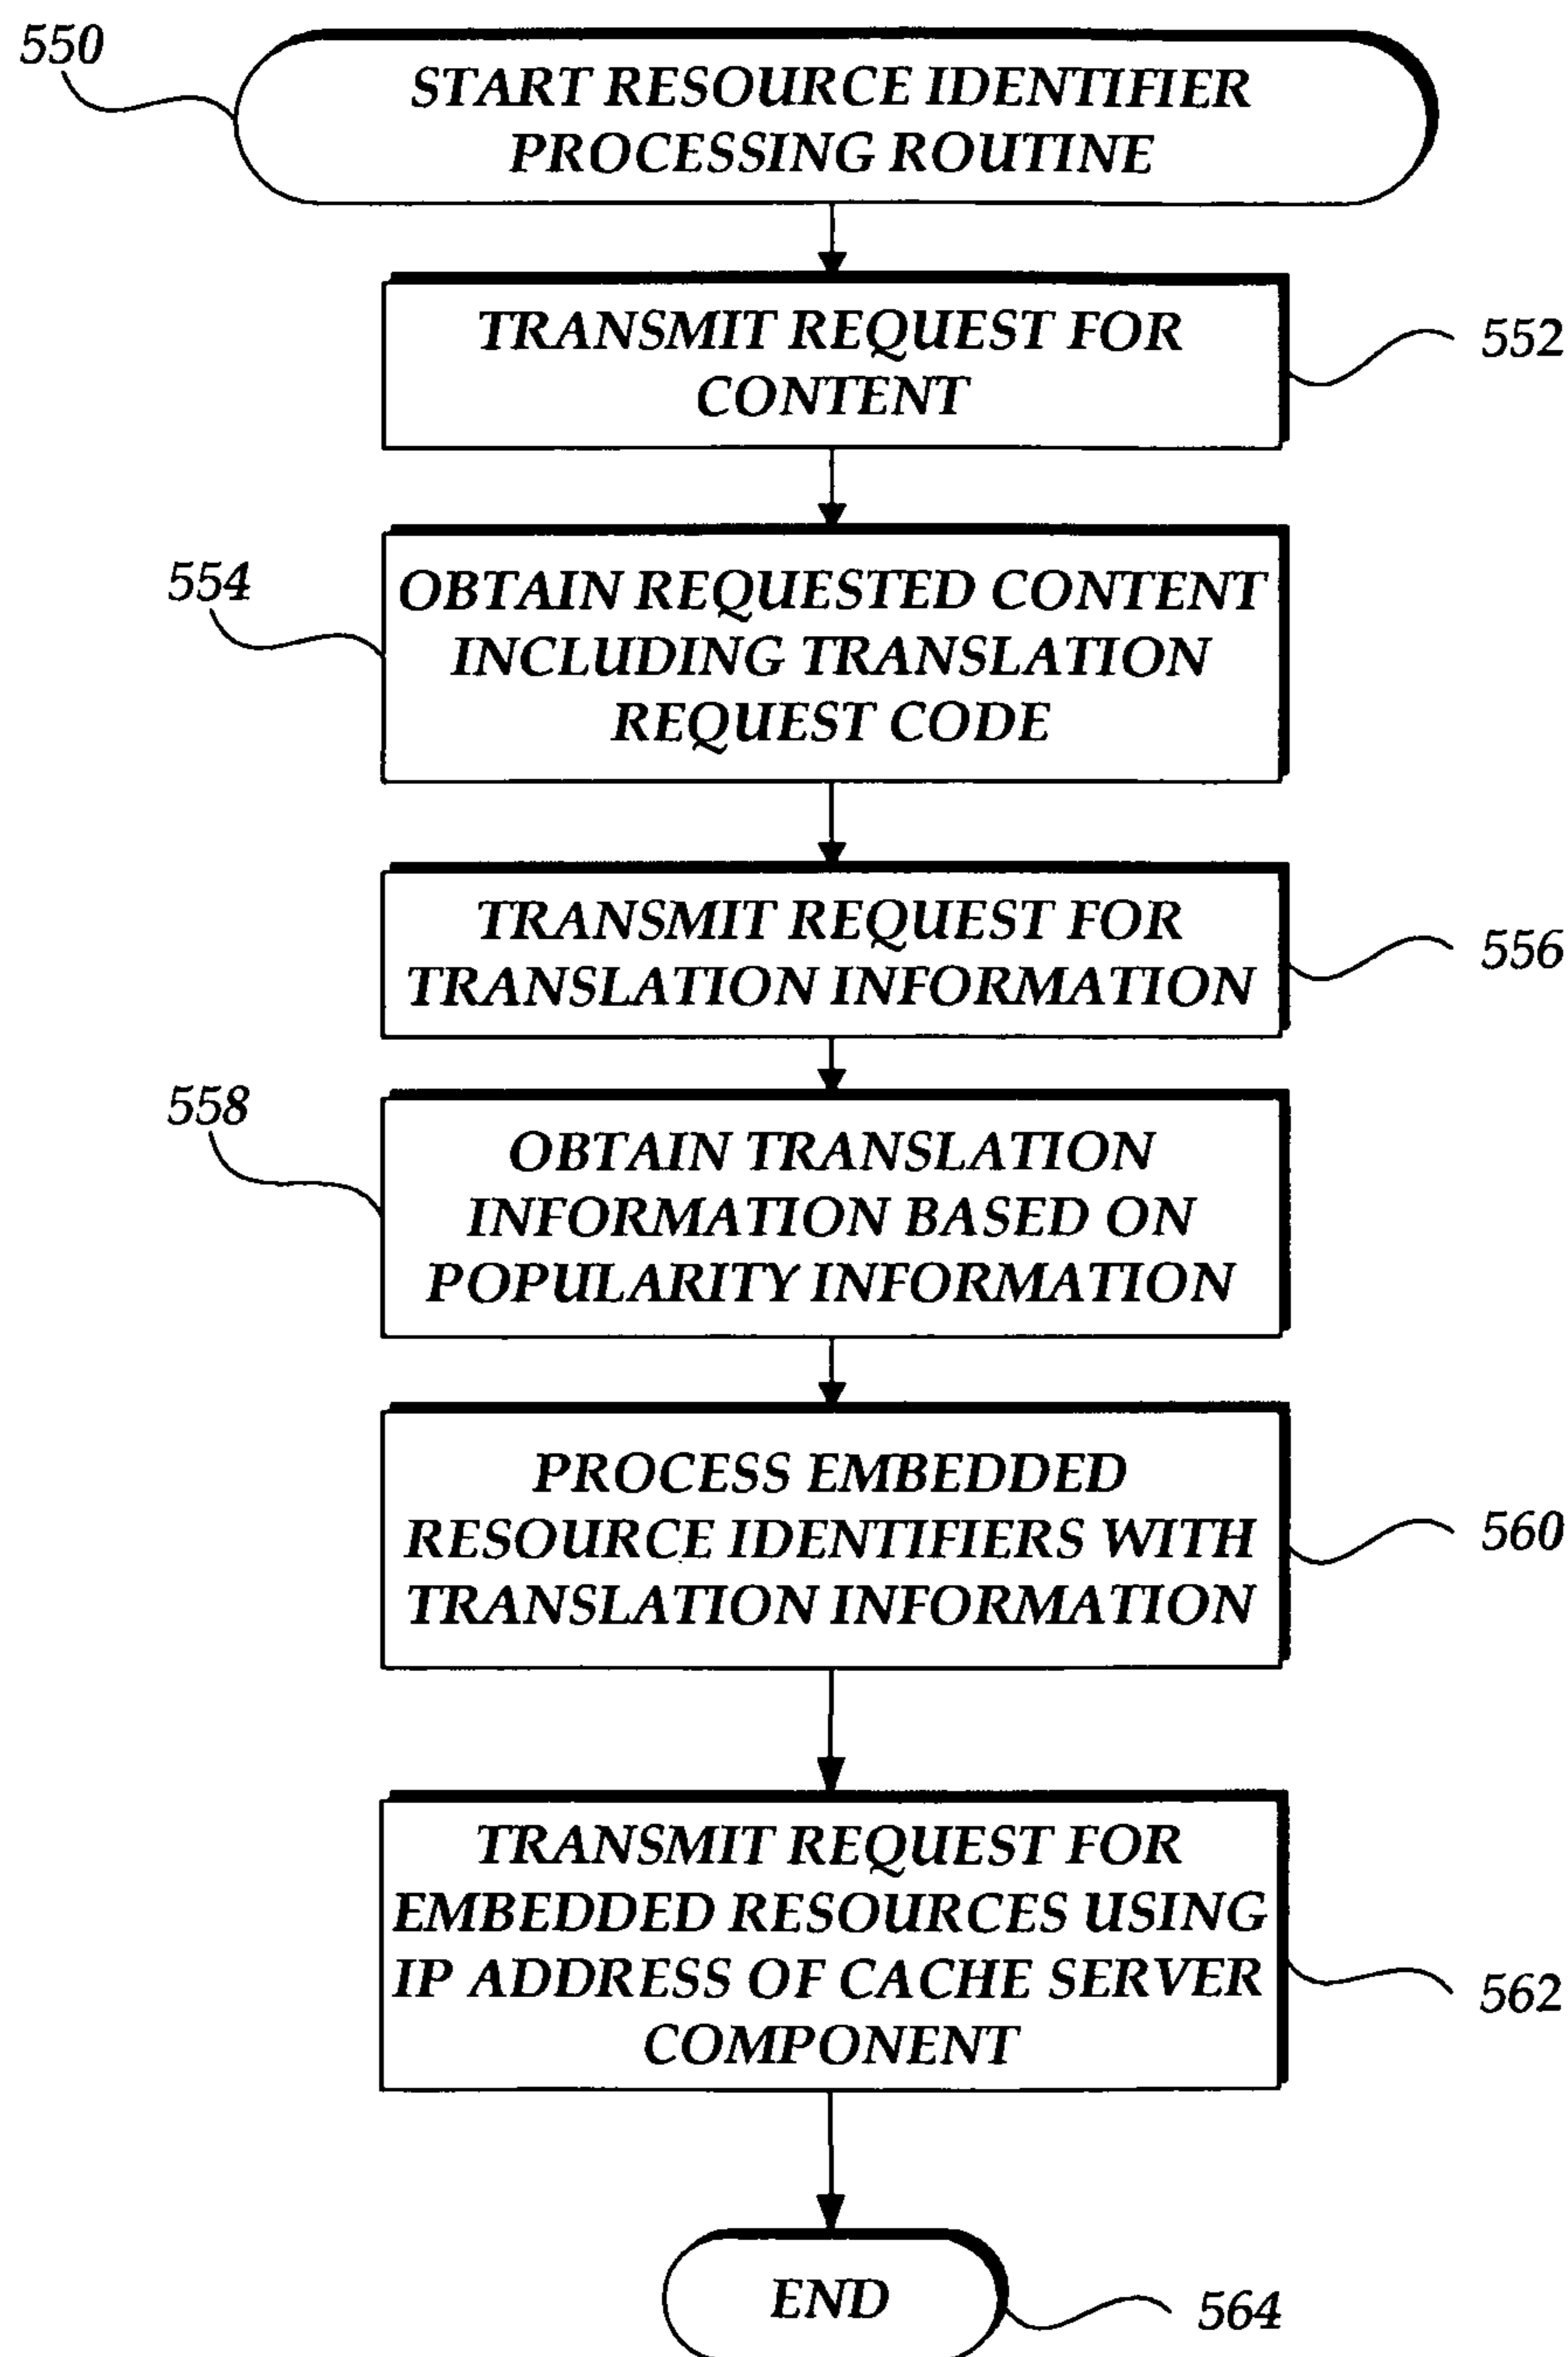 550
START RESOURCE IDENTIFIER
PROCESSING ROUTINE
TRANSMIT REQUEST FOR
CONTENT
552
554
OBTAIN REQUESTED CONTENT
INCLUDING TRANSLATION
REQUEST CODE
TRANSMIT REQUEST FOR
TRANSLATION INFORMATION
556
558
OBTAIN TRANSLATION
INFORMATION BASED ON
POPULARITY INFORMATION
PROCESS EMBEDDED
RESOURCE IDENTIFIERS WITH
TRANSLATION INFORMATION
560
TRANSMIT REQUEST FOR
EMBEDDED RESOURCES USING
IP ADDRESS OF CACHE SERVER
COMPONENT
562
END
564